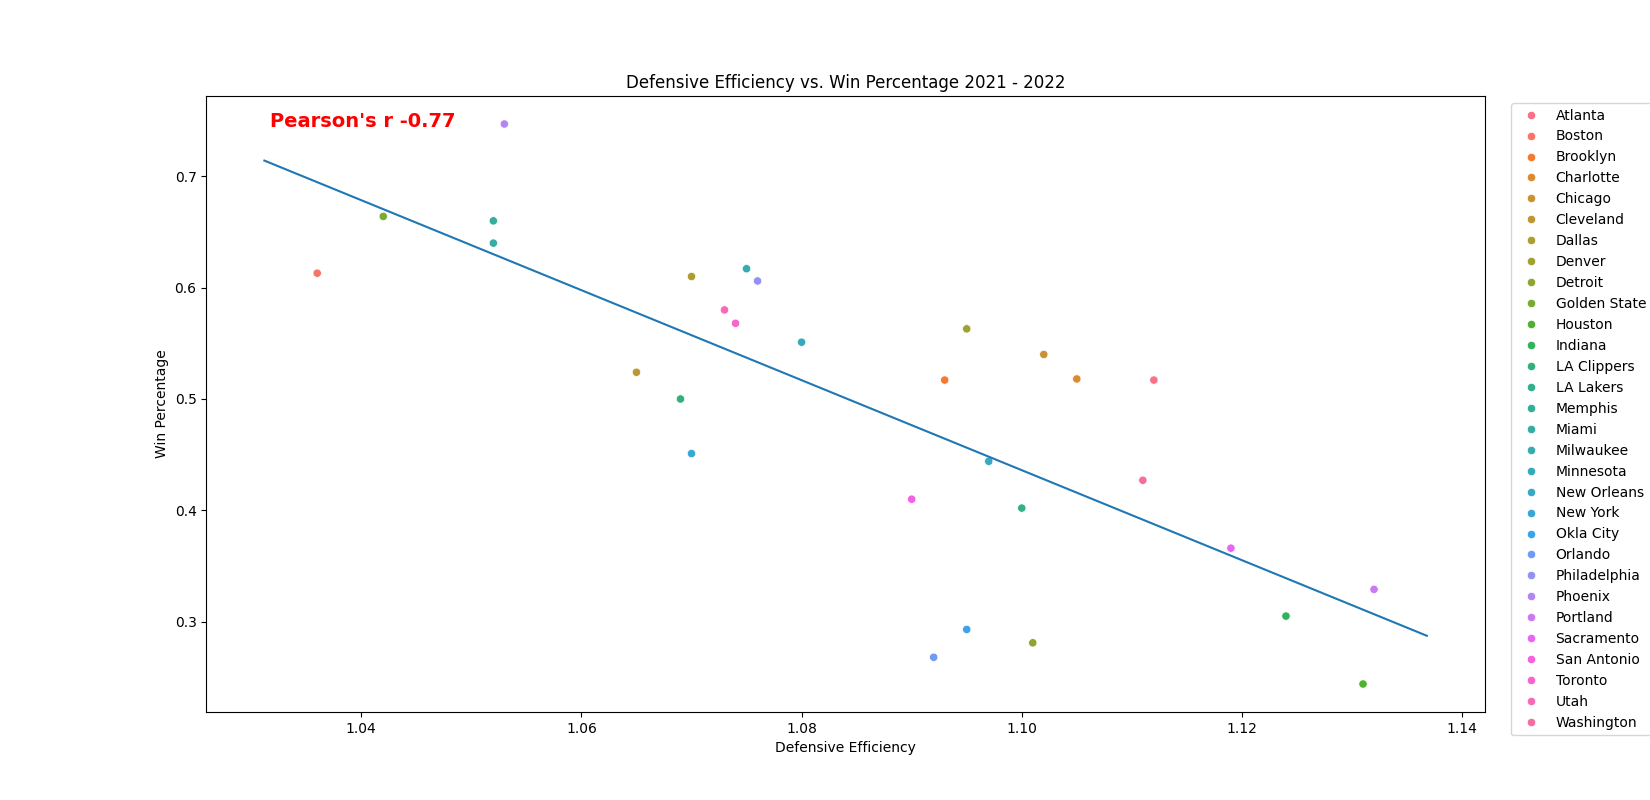 Defensive Efficiency vs. Win Percentage 2021 - 2022
Pearson's r -0.77
Win Percentage
0.7
0.6
0.5
0.4
0.3
1.04
1.06
1.08
1.10
1.12
1.14
Defensive Efficiency
Atlanta
Boston
Brooklyn
Charlotte
Chicago
Cleveland
Dallas
Denver
Detroit
Golden State
Houston
Indiana
LA Clippers
LA Lakers
Memphis
Miami
Milwaukee
Minnesota
New Orleans
New York
Okla City
Orlando
Philadelphia
Phoenix
Portland
Sacramento
San Antonio
Toronto
Utah
Washington